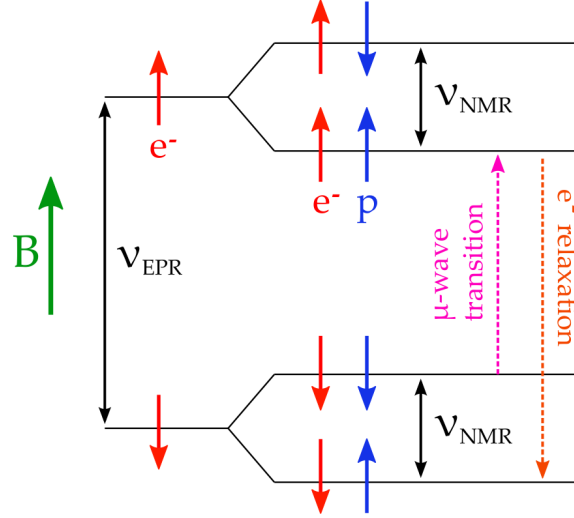 e⁻
ν_NMR
e⁻ p
B
ν_EPR
μ-wave
transition
e⁻ relaxation
ν_NMR